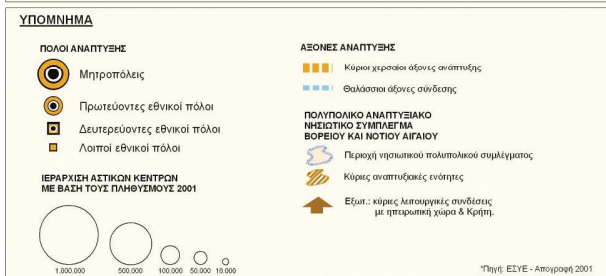 ΥΠΟΜΝΗΜΑ
ΠΟΛΟΙ ΑΝΑΠΤΥΞΗΣ
Μητροπόλεις
Πρωτεύοντες εθνικοί πόλοι
Δευτερεύοντες εθνικοί πόλοι
Λοιποί εθνικοί πόλοι
ΙΕΡΑΡΧΙΣΗ ΑΣΤΙΚΩΝ ΚΕΝΤΡΩΝ
ΜΕ ΒΑΣΗ ΤΟΥΣ ΠΛΗΘΥΣΜΟΥΣ 2001
1.000.000 500.000 100.000 50.000 10.000
ΑΞΟΝΕΣ ΑΝΑΠΤΥΞΗΣ
Κύριοι χερσαίοι άξονες ανάπτυξης
Θαλάσσιοι άξονες σύνδεσης
ΠΟΛΥΠΟΛΙΚΟ ΑΝΑΠΤΥΞΙΑΚΟ
ΝΗΣΙΩΤΙΚΟ ΣΥΜΠΛΕΓΜΑ
ΒΟΡΕΙΟΥ ΚΑΙ ΝΟΤΙΟΥ ΑΙΓΑΙΟΥ
Περιοχή νησιωτικού πολυπολικού συμλέγματος
Κύριες αναπτυξιακές ενότητες
Εξωτ.: κύριες λειτουργικές συνδέσεις
με ηπειρωτική χώρα & Κρήτη.
*Πηγή: ΕΣΥΕ - Απογραφή 2001